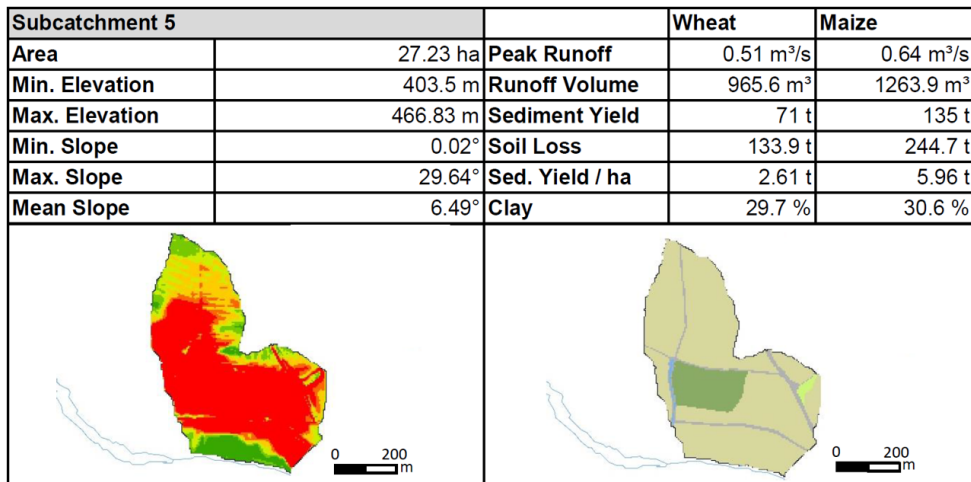 Subcatchment 5 Wheat Maize
Area 27.23 ha Peak Runoff 0.51 m³/s 0.64 m³/s
Min. Elevation 403.5 m Runoff Volume 965.6 m³ 1263.9 m³
Max. Elevation 466.83 m Sediment Yield 71 t 135 t
Min. Slope 0.02° Soil Loss 133.9 t 244.7 t
Max. Slope 29.64° Sed. Yield / ha 2.61 t 5.96 t
Mean Slope 6.49° Clay 29.7 % 30.6 %
0 200
m
0 200
m